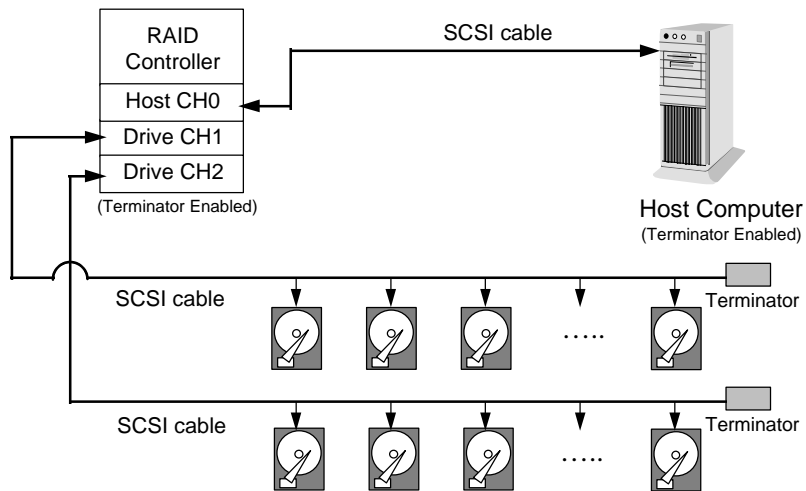 RAID
Controller
Host CH0
Drive CH1
Drive CH2
(Terminator Enabled)
SCSI cable
Host Computer
(Terminator Enabled)
SCSI cable
Terminator
.....
SCSI cable
Terminator
.....